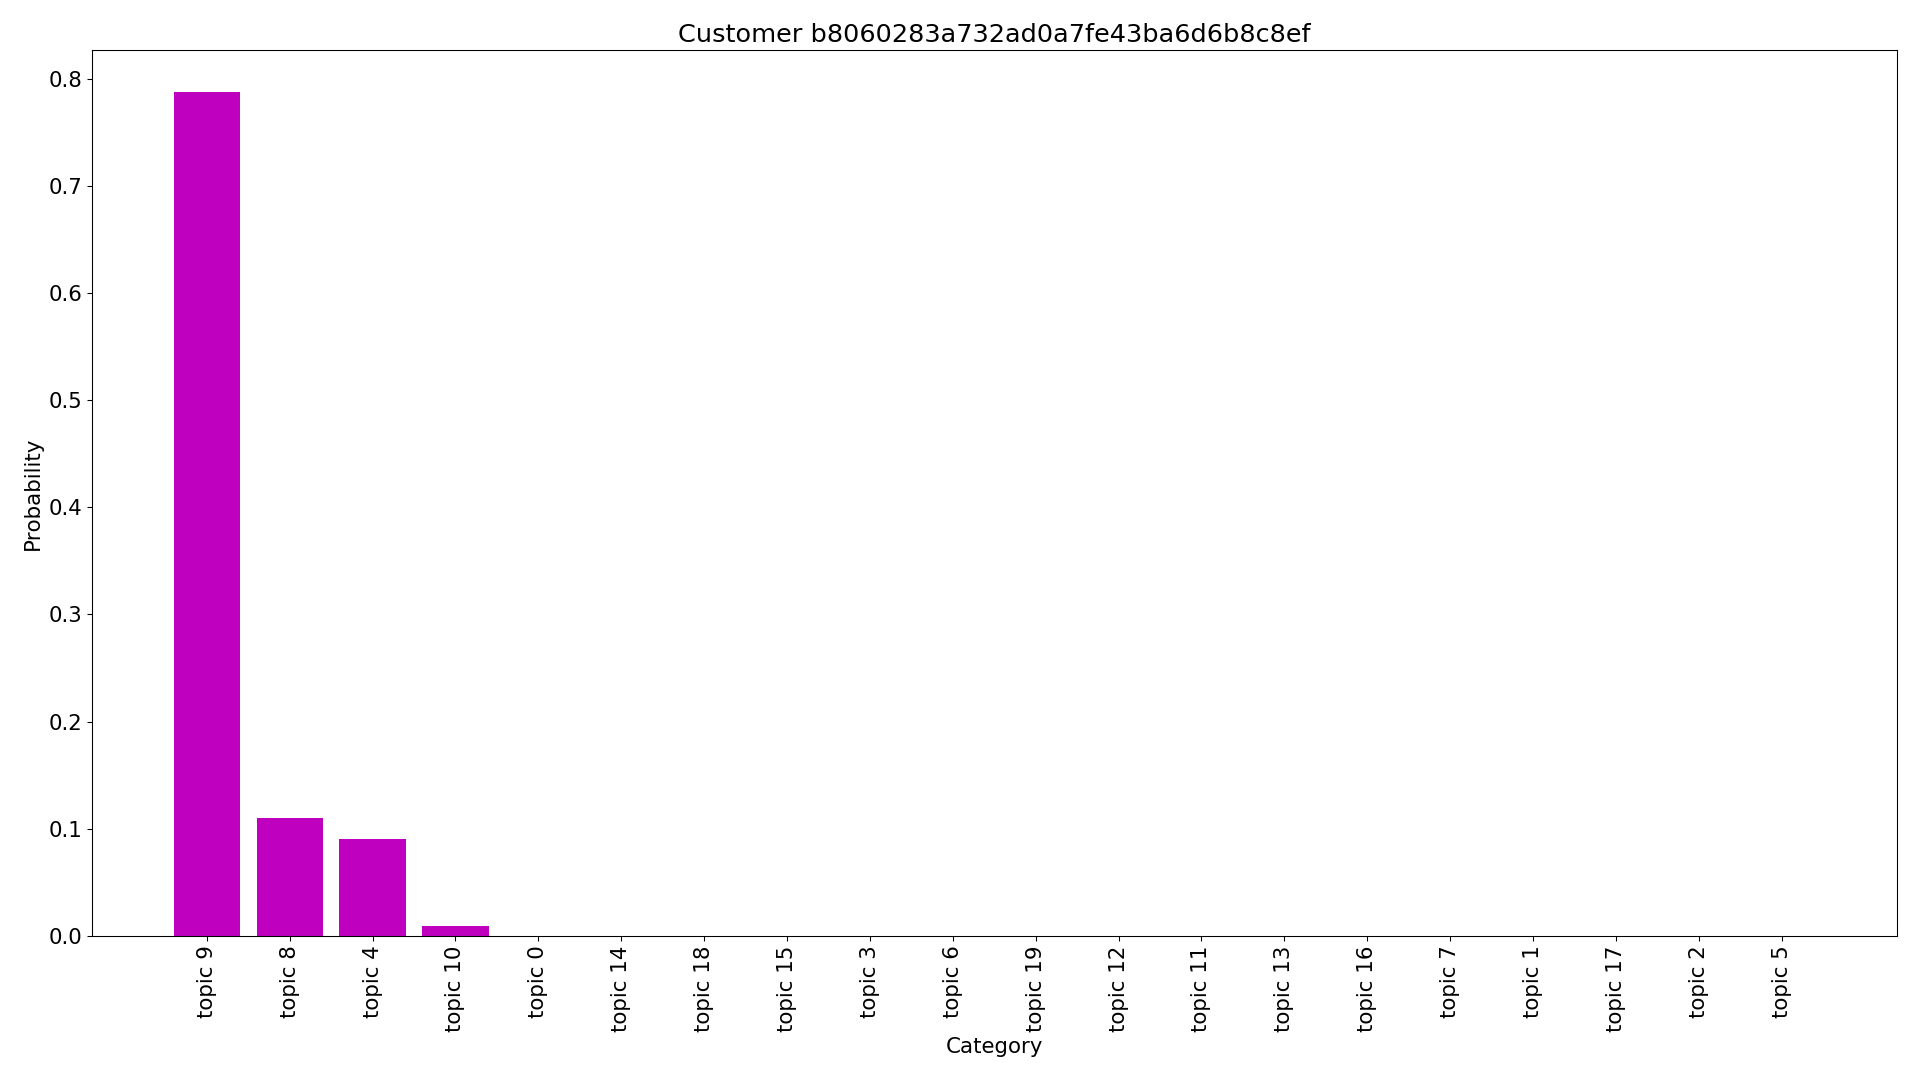 Customer b8060283a732ad0a7fe43ba6d6b8c8ef
0.8
0.7
0.6
0.5
0.4
0.3
0.2
0.1
0.0
Probability
topic 9
topic 8
topic 4
topic 10
topic 0
topic 14
topic 18
topic 15
topic 3
topic 6
topic 19
topic 12
topic 11
topic 13
topic 16
topic 7
topic 1
topic 17
topic 2
topic 5
Category